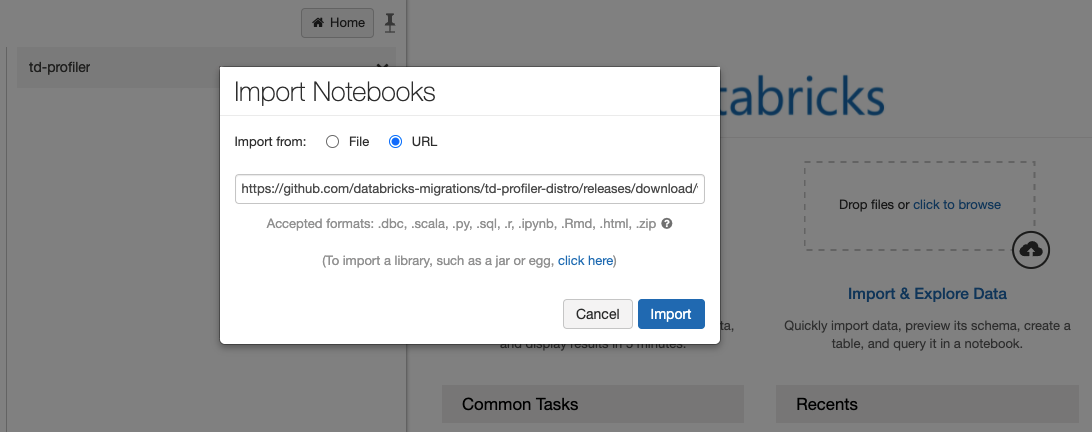 Home
td-profiler
Import Notebooks
Import from: File URL
https://github.com/databricks-migrations/td-profiler-distro/releases/download/
Accepted formats: .dbc, .scala, .py, .sql, .r, .ipynb, .Rmd, .html, .zip
(To import a library, such as a jar or egg, click here)
Cancel Import
abricks
Drop files or click to browse
Import & Explore Data
Quickly import data, preview its schema, create a
table, and query it in a notebook.
ta,
and display results in 5 minutes.
Common Tasks
Recents